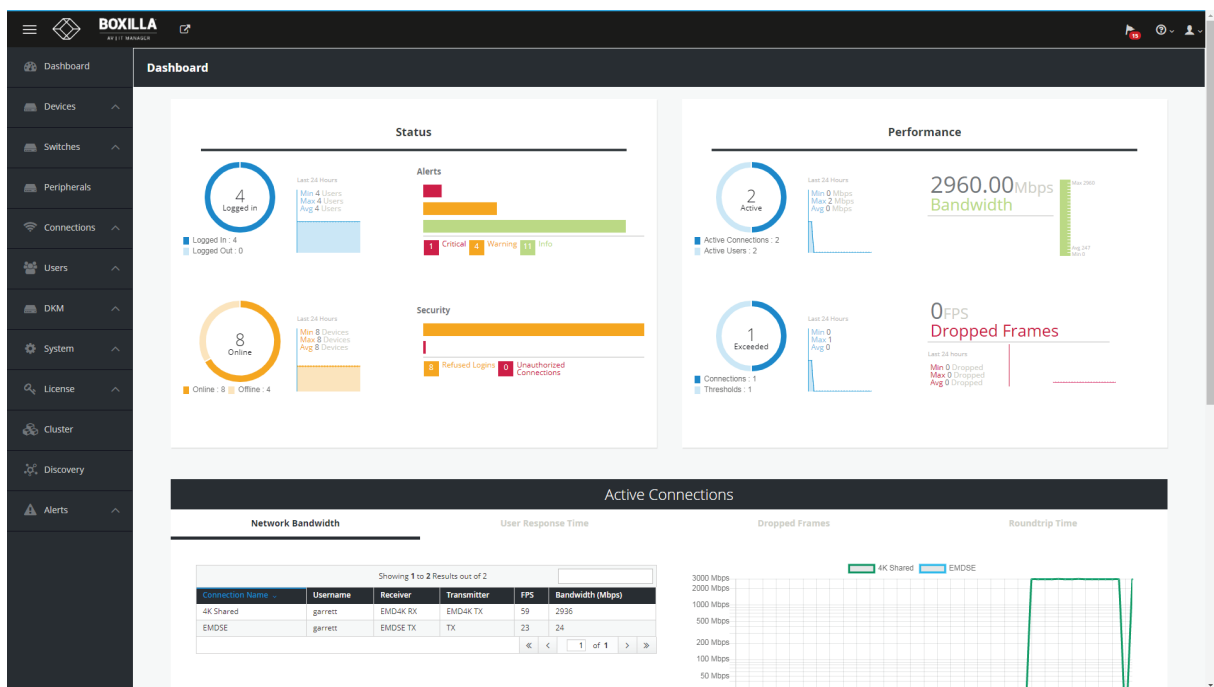 BOXILLA
AV | IT MANAGER
15
Dashboard
Devices
Switches
Peripherals
Connections
Users
DKM
System
License
Cluster
Discovery
Alerts
Dashboard
Status
4
Logged in
Logged In : 4
Logged Out : 0
Last 24 Hours
Min 4 Users
Max 4 Users
Avg 4 Users
Alerts
1 Critical 4 Warning 11 Info
8
Online
Online : 8 Offline : 4
Last 24 Hours
Min 8 Devices
Max 8 Devices
Avg 8 Devices
Security
8 Refused Logins 0 Unauthorized
Connections
Performance
2
Active
Active Connections : 2
Active Users : 2
Last 24 Hours
Min 0 Mbps
Max 2 Mbps
Avg 0 Mbps
2960.00Mbps
Bandwidth
Max 2960
Avg 247
Min 0
1
Exceeded
Connections : 1
Thresholds : 1
Last 24 Hours
Min 0
Max 1
Avg 0
0FPS
Dropped Frames
Last 24 hours
Min 0 Dropped
Max 0 Dropped
Avg 0 Dropped
Active Connections
Network Bandwidth User Response Time Dropped Frames Roundtrip Time
Showing 1 to 2 Results out of 2
Connection Name Username Receiver Transmitter FPS Bandwidth (Mbps)
4K Shared garrett EMD4K RX EMD4K TX 59 2936
EMDSE garrett EMDSE TX TX 23 24
1 of 1
4K Shared EMDSE
3000 Mbps
2000 Mbps
1000 Mbps
500 Mbps
200 Mbps
100 Mbps
50 Mbps